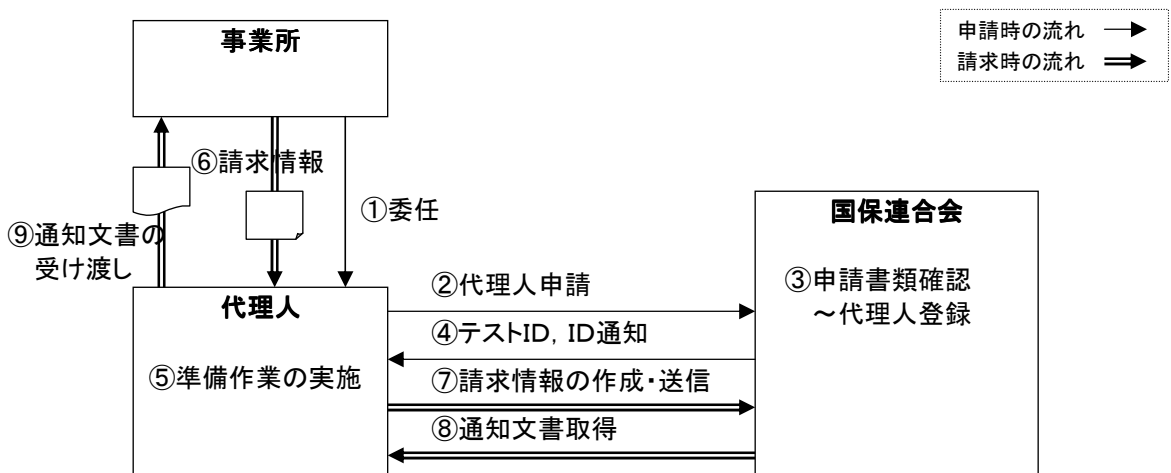 事業所
申請時の流れ
請求時の流れ
⑥請求情報
①委任
⑨通知文書の
受け渡し
国保連合会
③申請書類確認
～代理人登録
代理人
⑤準備作業の実施
②代理人申請
④テストID, ID通知
⑦請求情報の作成・送信
⑧通知文書取得